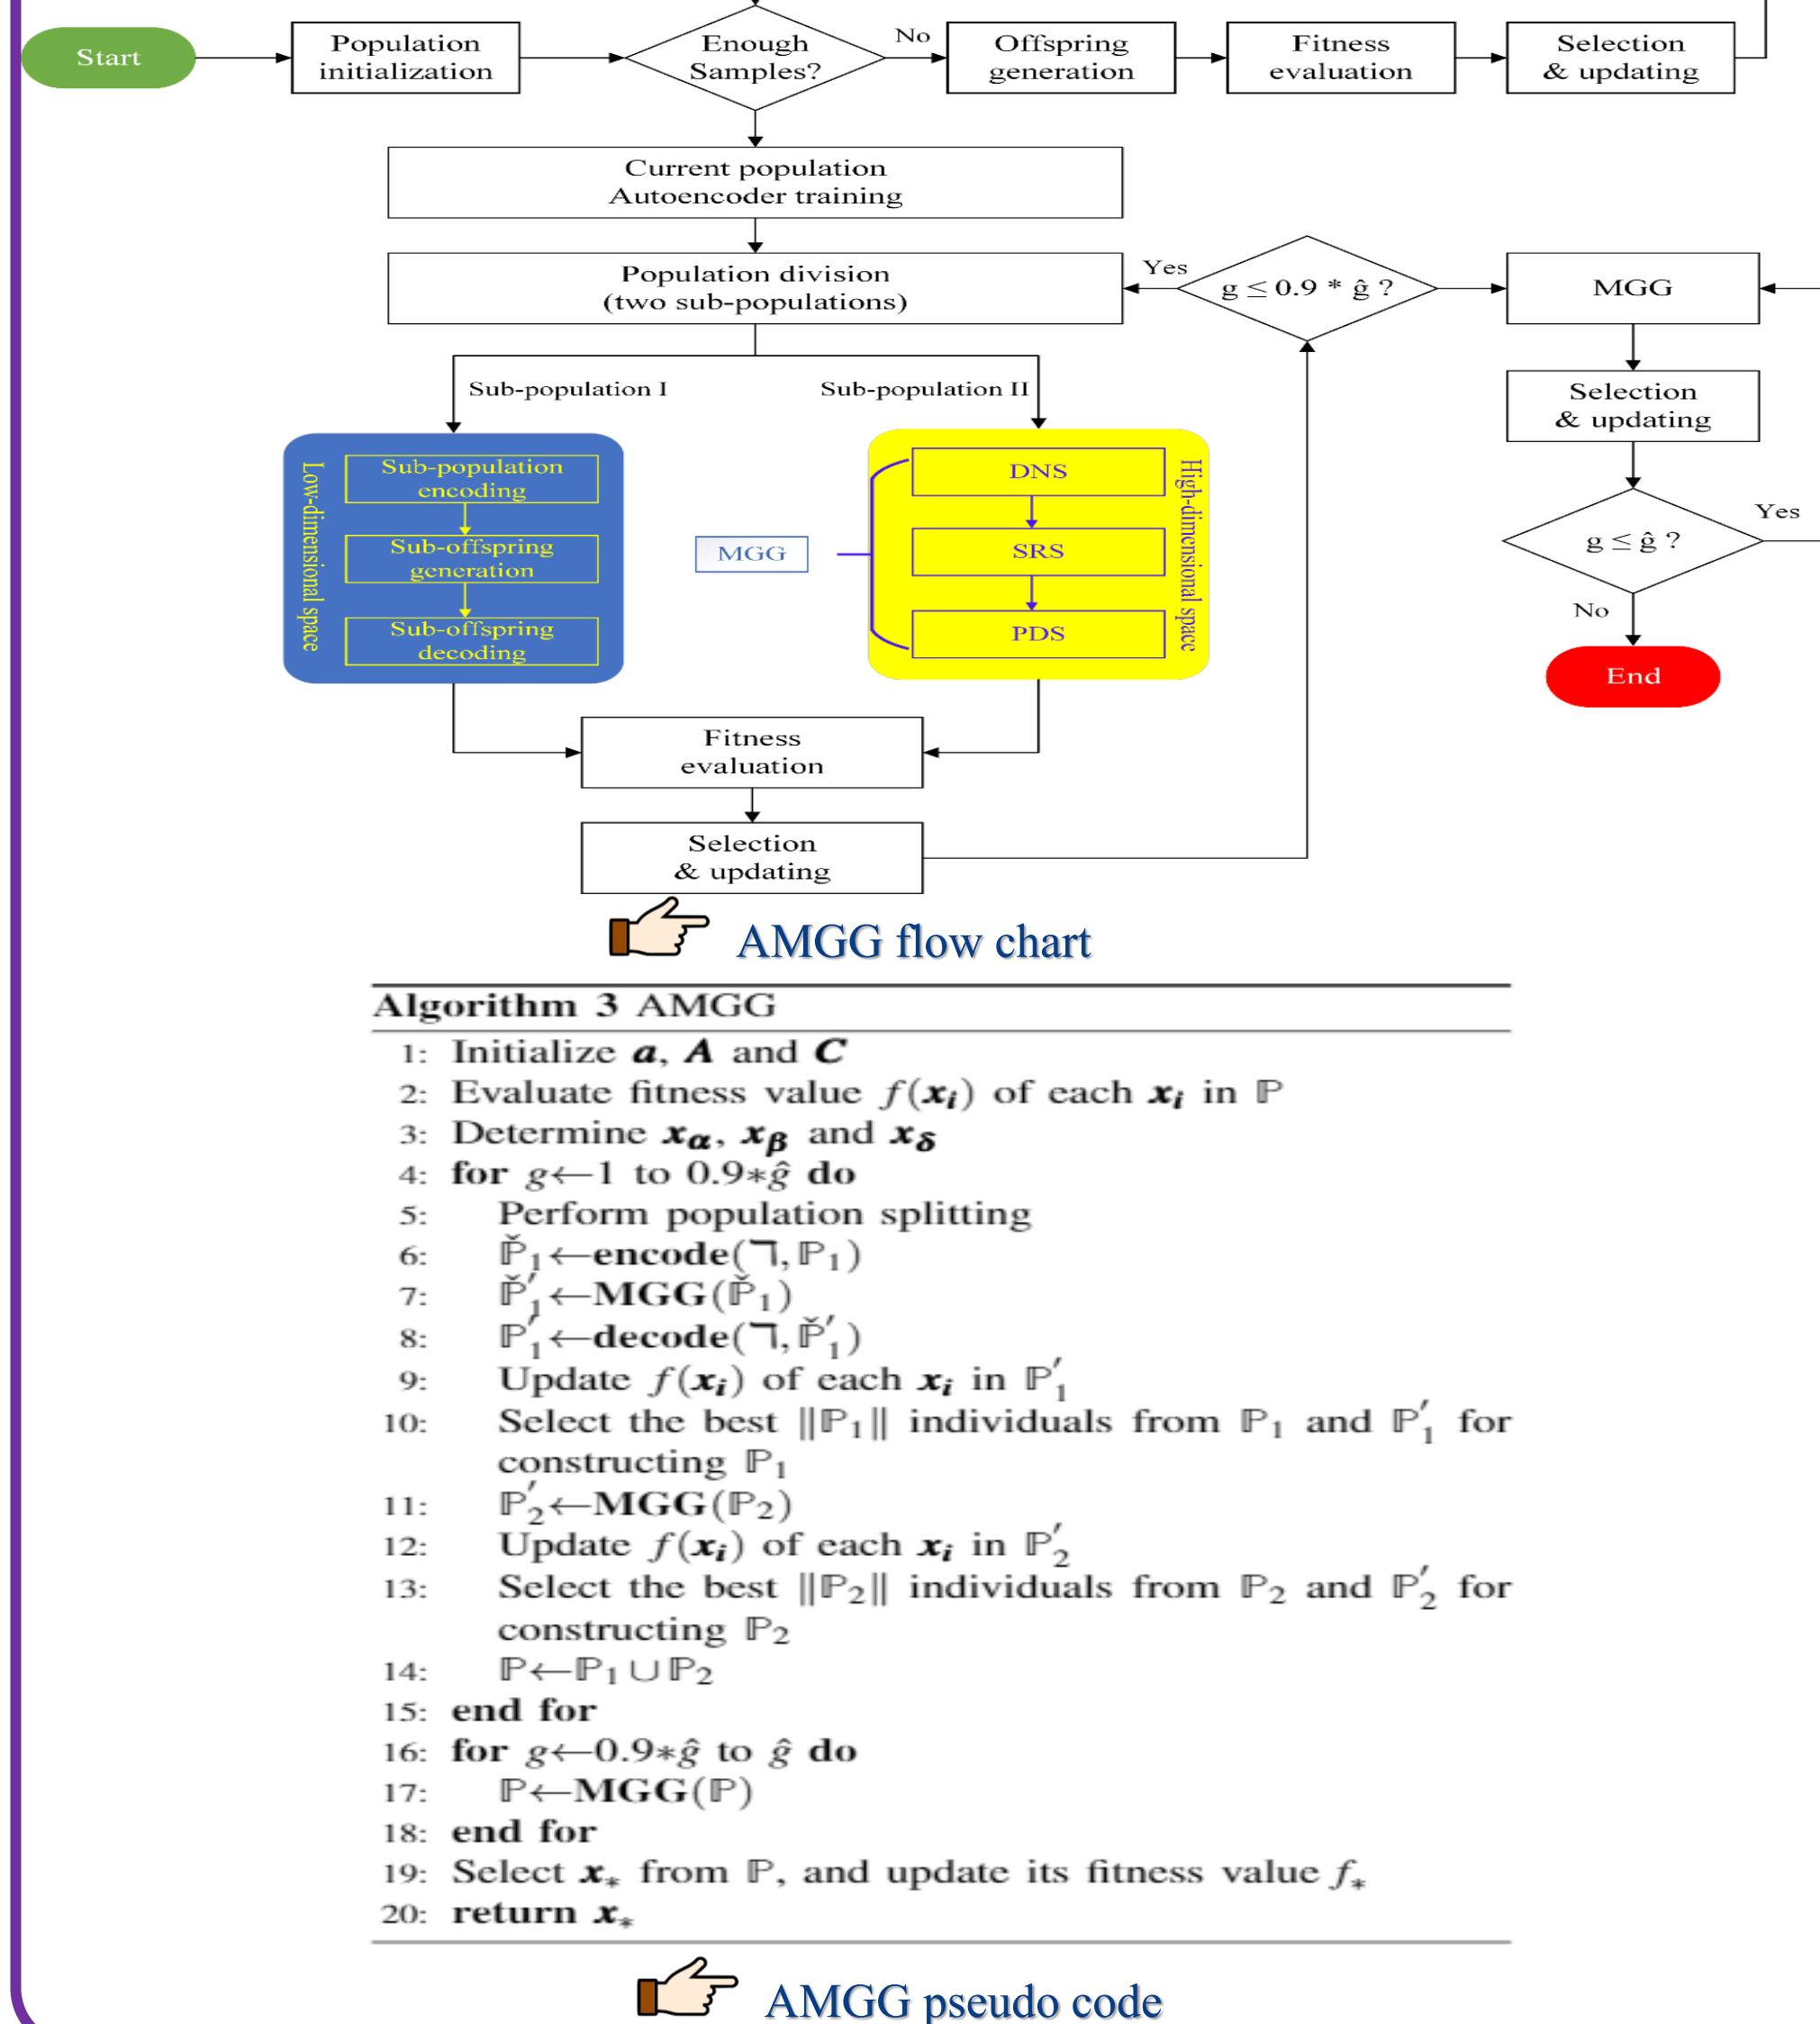 Start
Population
initialization
Enough
Samples?
No
Offspring
generation
Fitness
evaluation
Selection
& updating
Current population
Autoencoder training
Population division
(two sub-populations)
Yes
g ≤ 0.9 * ĝ ?
MGG
Selection
& updating
Sub-population I
Sub-population II
Low-dimensional space
Sub-population
encoding
Sub-offspring
generation
Sub-offspring
decoding
MGG
DNS
SRS
PDS
High-dimensional space
g ≤ ĝ ?
Yes
No
End
Fitness
evaluation
Selection
& updating
AMGG flow chart
Algorithm 3 AMGG
1: Initialize a, A and C
2: Evaluate fitness value f(xᵢ) of each xᵢ in ℙ
3: Determine x_α, x_β and x_δ
4: for g←1 to 0.9*ĝ do
5: Perform population splitting
6: ℙ̌₁←encode(ℸ, ℙ₁)
7: ℙ̌′₁←MGG(ℙ̌₁)
8: ℙ′₁←decode(ℸ, ℙ̌′₁)
9: Update f(xᵢ) of each xᵢ in ℙ′₁
10: Select the best ‖ℙ₁‖ individuals from ℙ₁ and ℙ′₁ for
constructing ℙ₁
11: ℙ′₂←MGG(ℙ₂)
12: Update f(xᵢ) of each xᵢ in ℙ′₂
13: Select the best ‖ℙ₂‖ individuals from ℙ₂ and ℙ′₂ for
constructing ℙ₂
14: ℙ←ℙ₁∪ℙ₂
15: end for
16: for g←0.9*ĝ to ĝ do
17: ℙ←MGG(ℙ)
18: end for
19: Select x* from ℙ, and update its fitness value f*
20: return x*
AMGG pseudo code